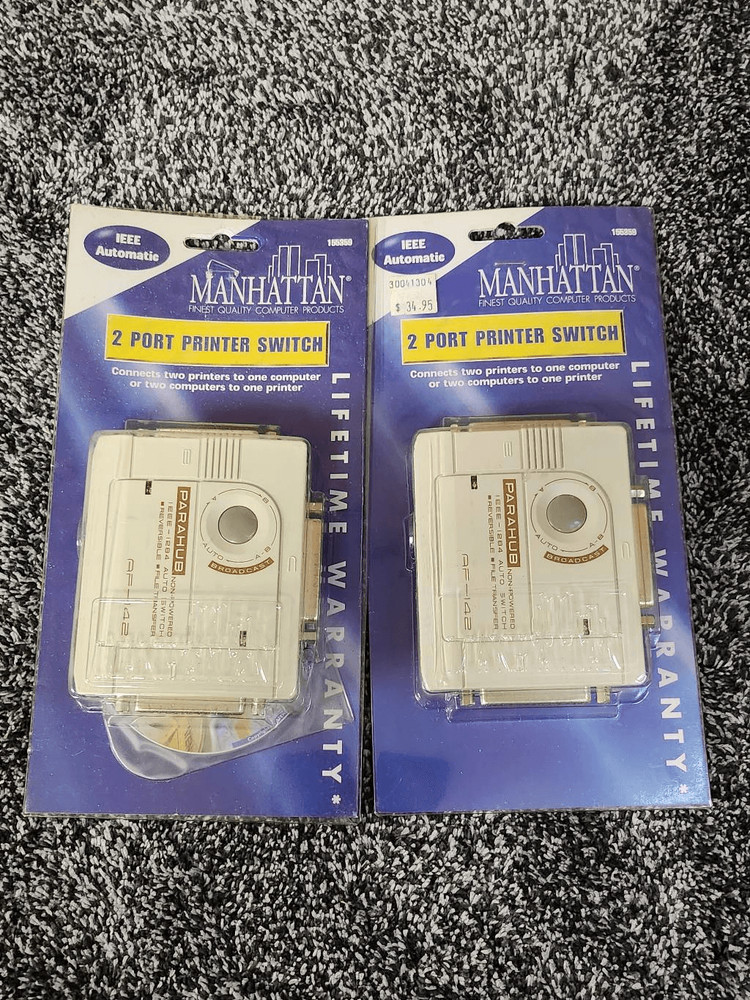 IEEE
Automatic
155359
MANHATTAN®
FINEST QUALITY COMPUTER PRODUCTS
2 PORT PRINTER SWITCH
Connects two printers to one computer
or two computers to one printer
LIFETIME WARRANTY*
PARAHUB
NON-POWERED
IEEE-1284 AUTO SWITCH
■ REVERSIBLE ■ FILE TRANSFER
AF-142
A
B
AUTO
A-B
BROADCAST
IEEE
Automatic
155359
30041304
$ 34.95
MANHATTAN®
FINEST QUALITY COMPUTER PRODUCTS
2 PORT PRINTER SWITCH
Connects two printers to one computer
or two computers to one printer
LIFETIME WARRANTY*
PARAHUB
NON-POWERED
IEEE-1284 AUTO SWITCH
■ REVERSIBLE ■ FILE TRANSFER
AF-142
A
B
AUTO
A-B
BROADCAST